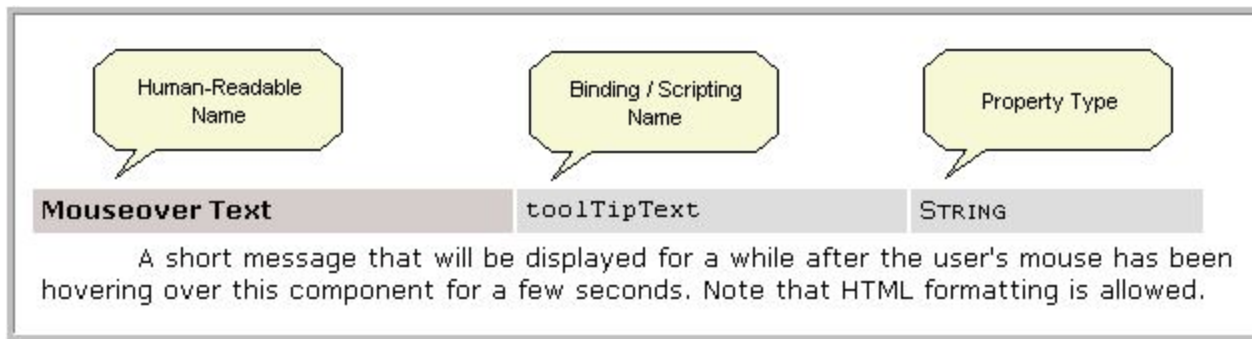 Human-Readable
Name
Binding / Scripting
Name
Property Type
Mouseover Text
toolTipText
STRING
A short message that will be displayed for a while after the user's mouse has been
hovering over this component for a few seconds. Note that HTML formatting is allowed.